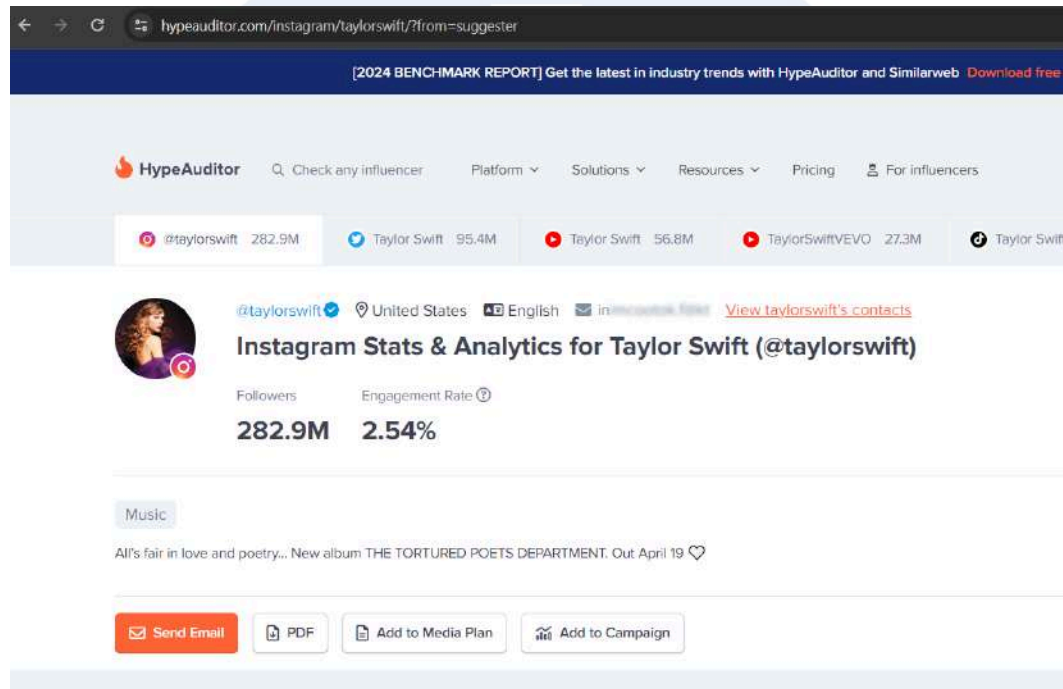 hypeauditor.com/instagram/taylorswift/?from=suggester
[2024 BENCHMARK REPORT] Get the latest in industry trends with HypeAuditor and Similarweb Download free
HypeAuditor Check any influencer Platform Solutions Resources Pricing For influencers
@taylorswift 282.9M Taylor Swift 95.4M Taylor Swift 56.8M TaylorSwiftVEVO 27.3M Taylor Swif
@taylorswift United States English in View taylorswift's contacts
Instagram Stats & Analytics for Taylor Swift (@taylorswift)
Followers Engagement Rate
282.9M 2.54%
Music
All's fair in love and poetry... New album THE TORTURED POETS DEPARTMENT. Out April 19 ♡
Send Email PDF Add to Media Plan Add to Campaign